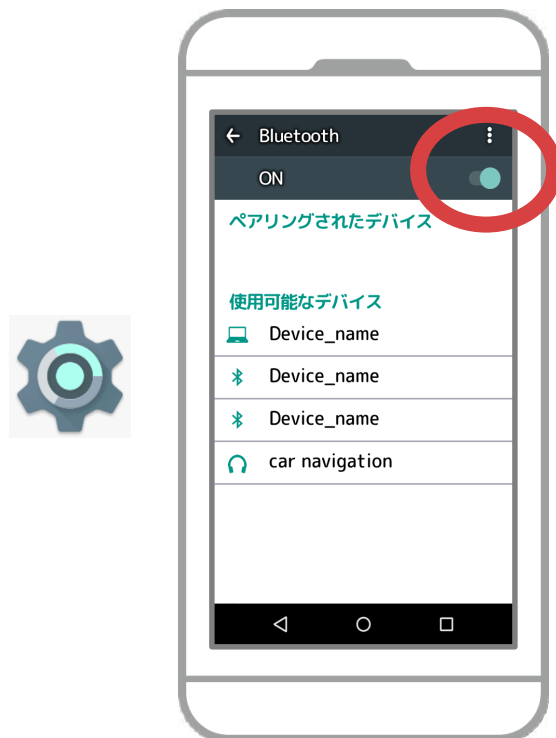 Bluetooth
ON
ペアリングされたデバイス
使用可能なデバイス
Device_name
Device_name
Device_name
car navigation